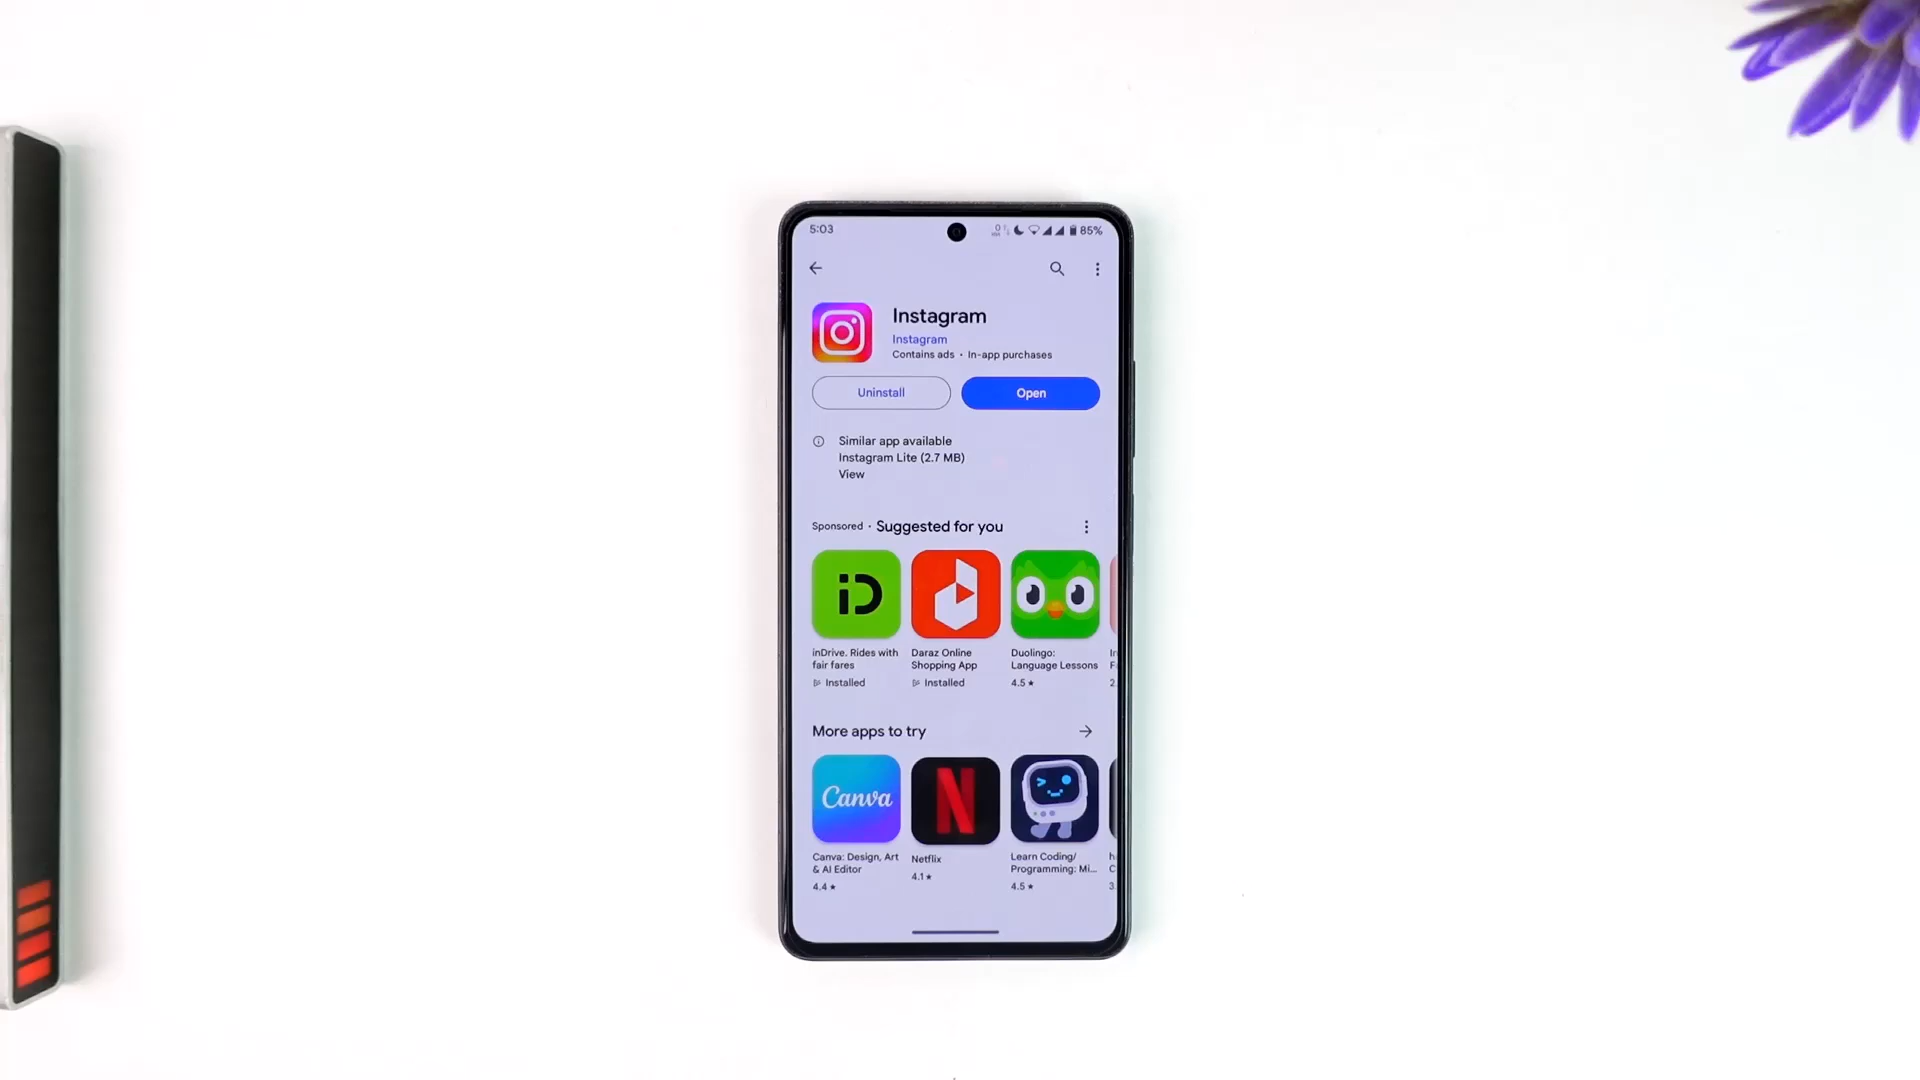 5:03
85%
Instagram
Instagram
Contains ads • In-app purchases
Uninstall
Open
Similar app available
Instagram Lite (2.7 MB)
View
Sponsored • Suggested for you
iD
inDrive. Rides with
fair fares
Installed
Daraz Online
Shopping App
Installed
Duolingo:
Language Lessons
4.5 ★
More apps to try
Canva
Canva: Design, Art
& AI Editor
4.4 ★
N
Netflix
4.1 ★
Learn Coding/
Programming: Mi...
4.5 ★